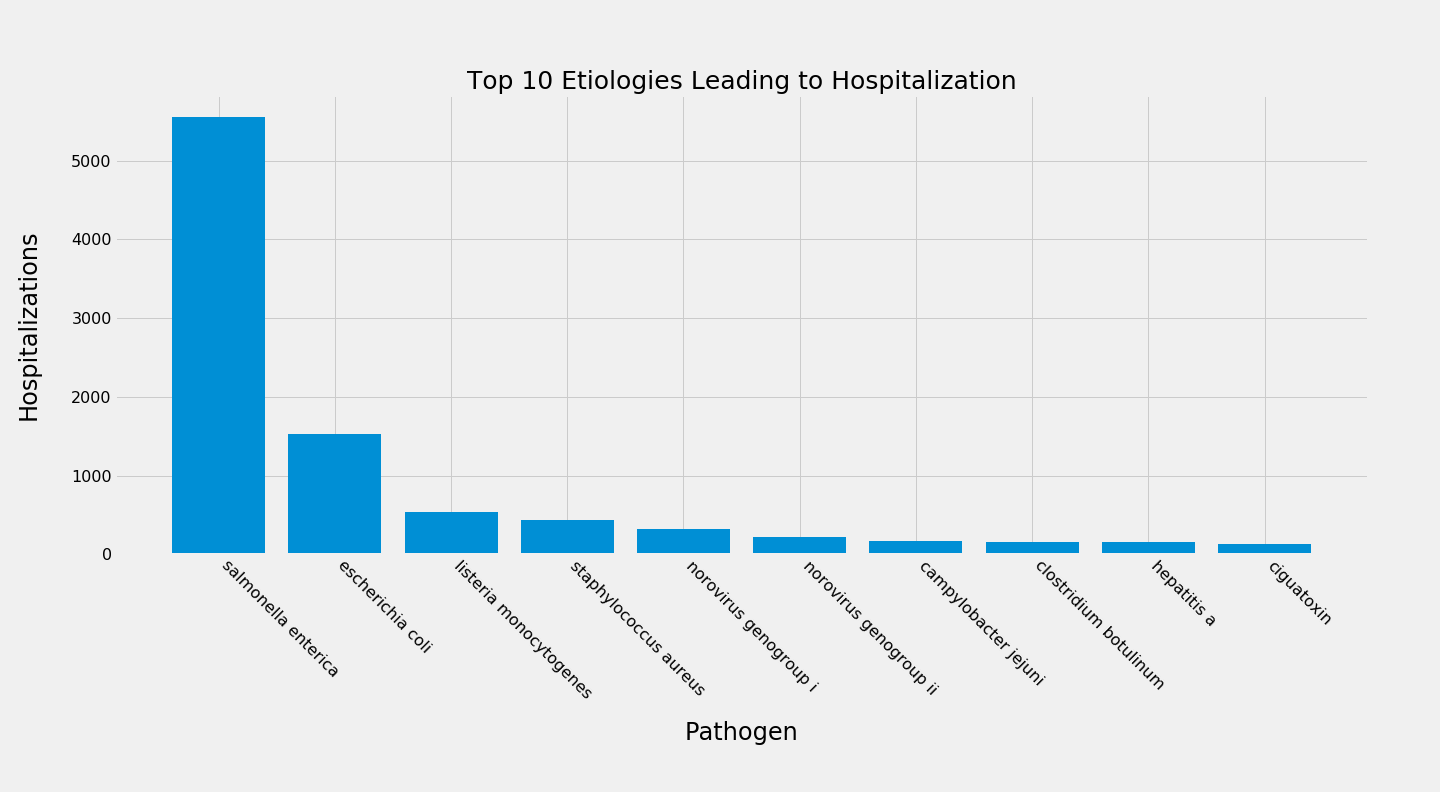 Top 10 Etiologies Leading to Hospitalization
Hospitalizations
5000
4000
3000
2000
1000
0
salmonella enterica
escherichia coli
listeria monocytogenes
staphylococcus aureus
norovirus genogroup i
norovirus genogroup ii
campylobacter jejuni
clostridium botulinum
hepatitis a
ciguatoxin
Pathogen